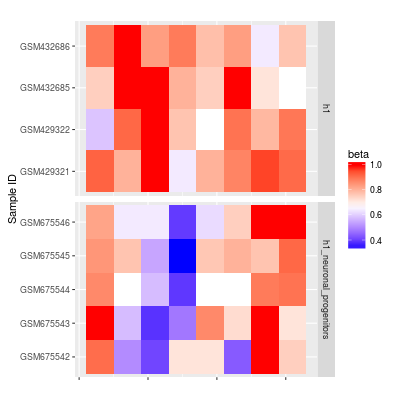 GSM432686
GSM432685
GSM429322
GSM429321
h1
GSM675546
GSM675545
GSM675544
GSM675543
GSM675542
h1_neuronal_progenitors
Sample ID
beta
1.0
0.8
0.6
0.4